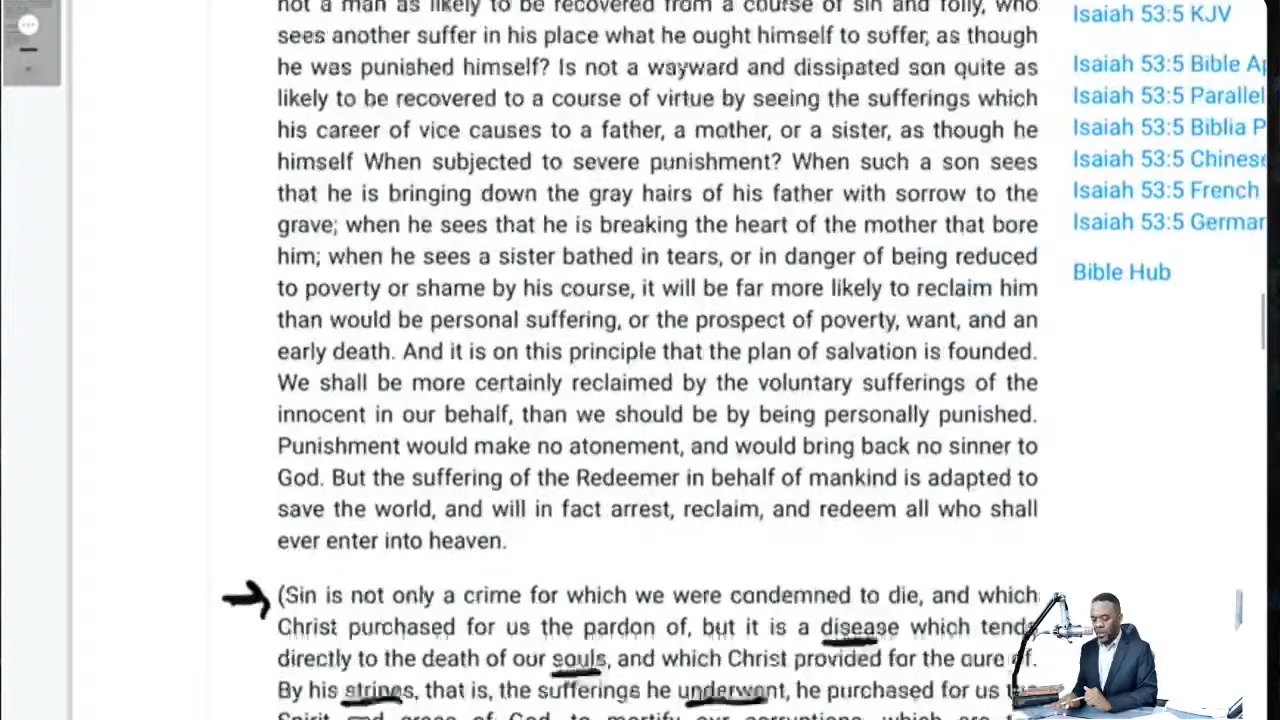 not a man as likely to be recovered from a course of sin and folly, who
sees another suffer in his place what he ought himself to suffer, as though
he was punished himself? Is not a wayward and dissipated son quite as
likely to be recovered to a course of virtue by seeing the sufferings which
his career of vice causes to a father, a mother, or a sister, as though he
himself When subjected to severe punishment? When such a son sees
that he is bringing down the gray hairs of his father with sorrow to the
grave; when he sees that he is breaking the heart of the mother that bore
him; when he sees a sister bathed in tears, or in danger of being reduced
to poverty or shame by his course, it will be far more likely to reclaim him
than would be personal suffering, or the prospect of poverty, want, and an
early death. And it is on this principle that the plan of salvation is founded.
We shall be more certainly reclaimed by the voluntary sufferings of the
innocent in our behalf, than we should be by being personally punished.
Punishment would make no atonement, and would bring back no sinner to
God. But the suffering of the Redeemer in behalf of mankind is adapted to
save the world, and will in fact arrest, reclaim, and redeem all who shall
ever enter into heaven.
(Sin is not only a crime for which we were condemned to die, and which
Christ purchased for us the pardon of, but it is a disease which tends
directly to the death of our souls, and which Christ provided for the cure of.
By his stripes, that is, the sufferings he underwent, he purchased for us
Spirit and grace of God, to mortify our corruptions, which are
Isaiah 53:5 KJV
Isaiah 53:5 Bible Ap
Isaiah 53:5 Parallel
Isaiah 53:5 Biblia P
Isaiah 53:5 Chinese
Isaiah 53:5 French
Isaiah 53:5 German
Bible Hub